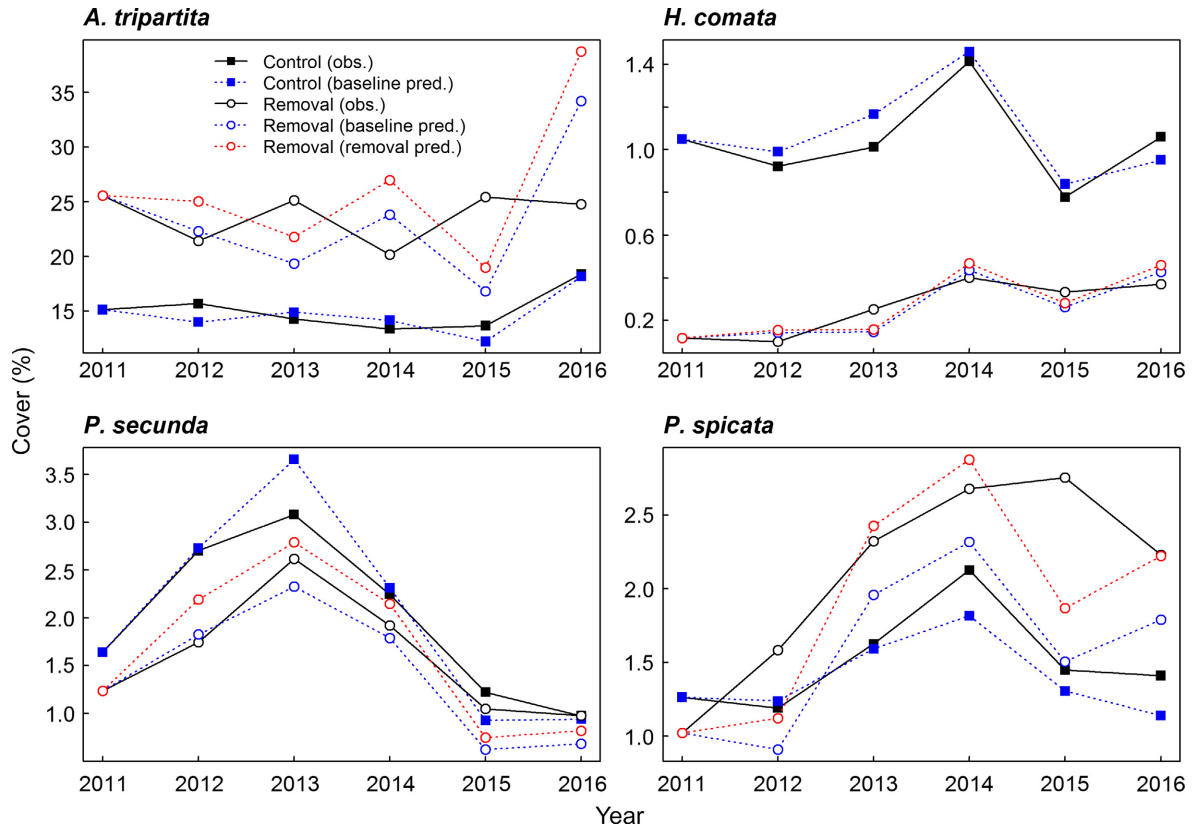 A. tripartita
H. comata
Control (obs.)
Control (baseline pred.)
Removal (obs.)
Removal (baseline pred.)
Removal (removal pred.)
35
30
25
20
15
2011 2012 2013 2014 2015 2016
1.4
1.0
0.6
0.2
2011 2012 2013 2014 2015 2016
Cover (%)
P. secunda
P. spicata
3.5
3.0
2.5
2.0
1.5
1.0
2011 2012 2013 2014 2015 2016
2.5
2.0
1.5
1.0
2011 2012 2013 2014 2015 2016
Year